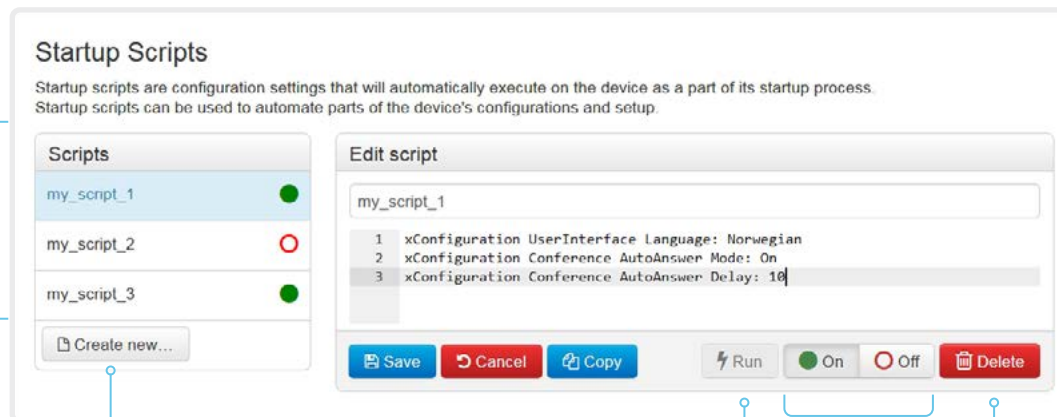 Startup Scripts
Startup scripts are configuration settings that will automatically execute on the device as a part of its startup process.
Startup scripts can be used to automate parts of the device's configurations and setup.
Scripts
my_script_1
my_script_2
my_script_3
Create new...
Edit script
my_script_1
1 xConfiguration UserInterface Language: Norwegian
2 xConfiguration Conference AutoAnswer Mode: On
3 xConfiguration Conference AutoAnswer Delay: 10
Save Cancel Copy Run On Off Delete